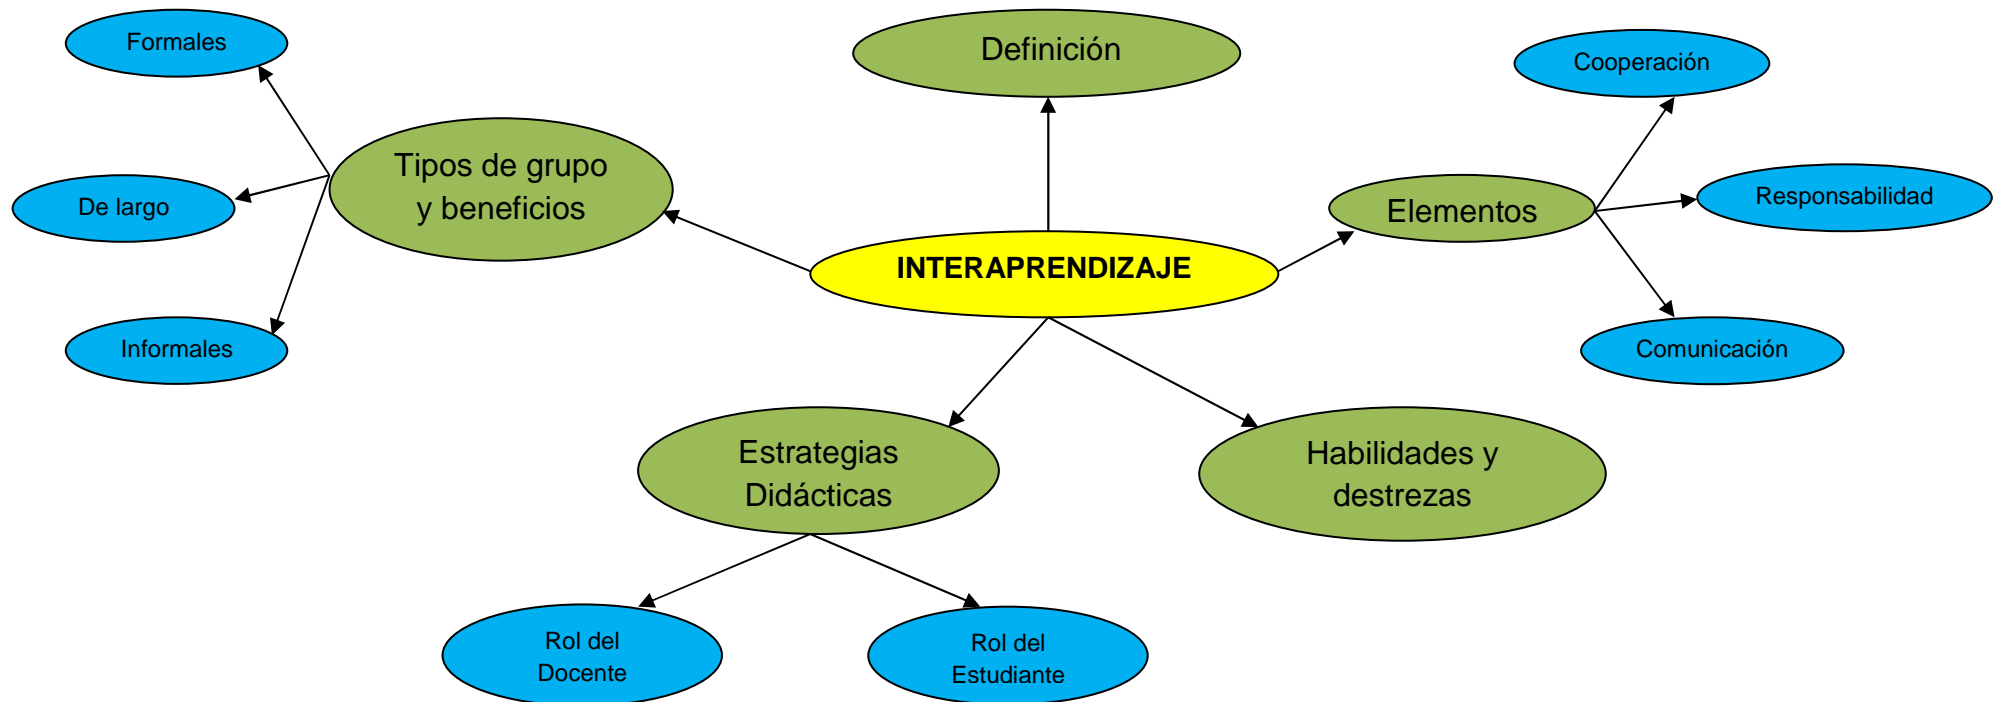 Formales
Definición
Cooperación
Tipos de grupo
y beneficios
De largo
Responsabilidad
Elementos
INTERAPRENDIZAJE
Informales
Comunicación
Estrategias
Didácticas
Habilidades y
destrezas
Rol del
Docente
Rol del
Estudiante